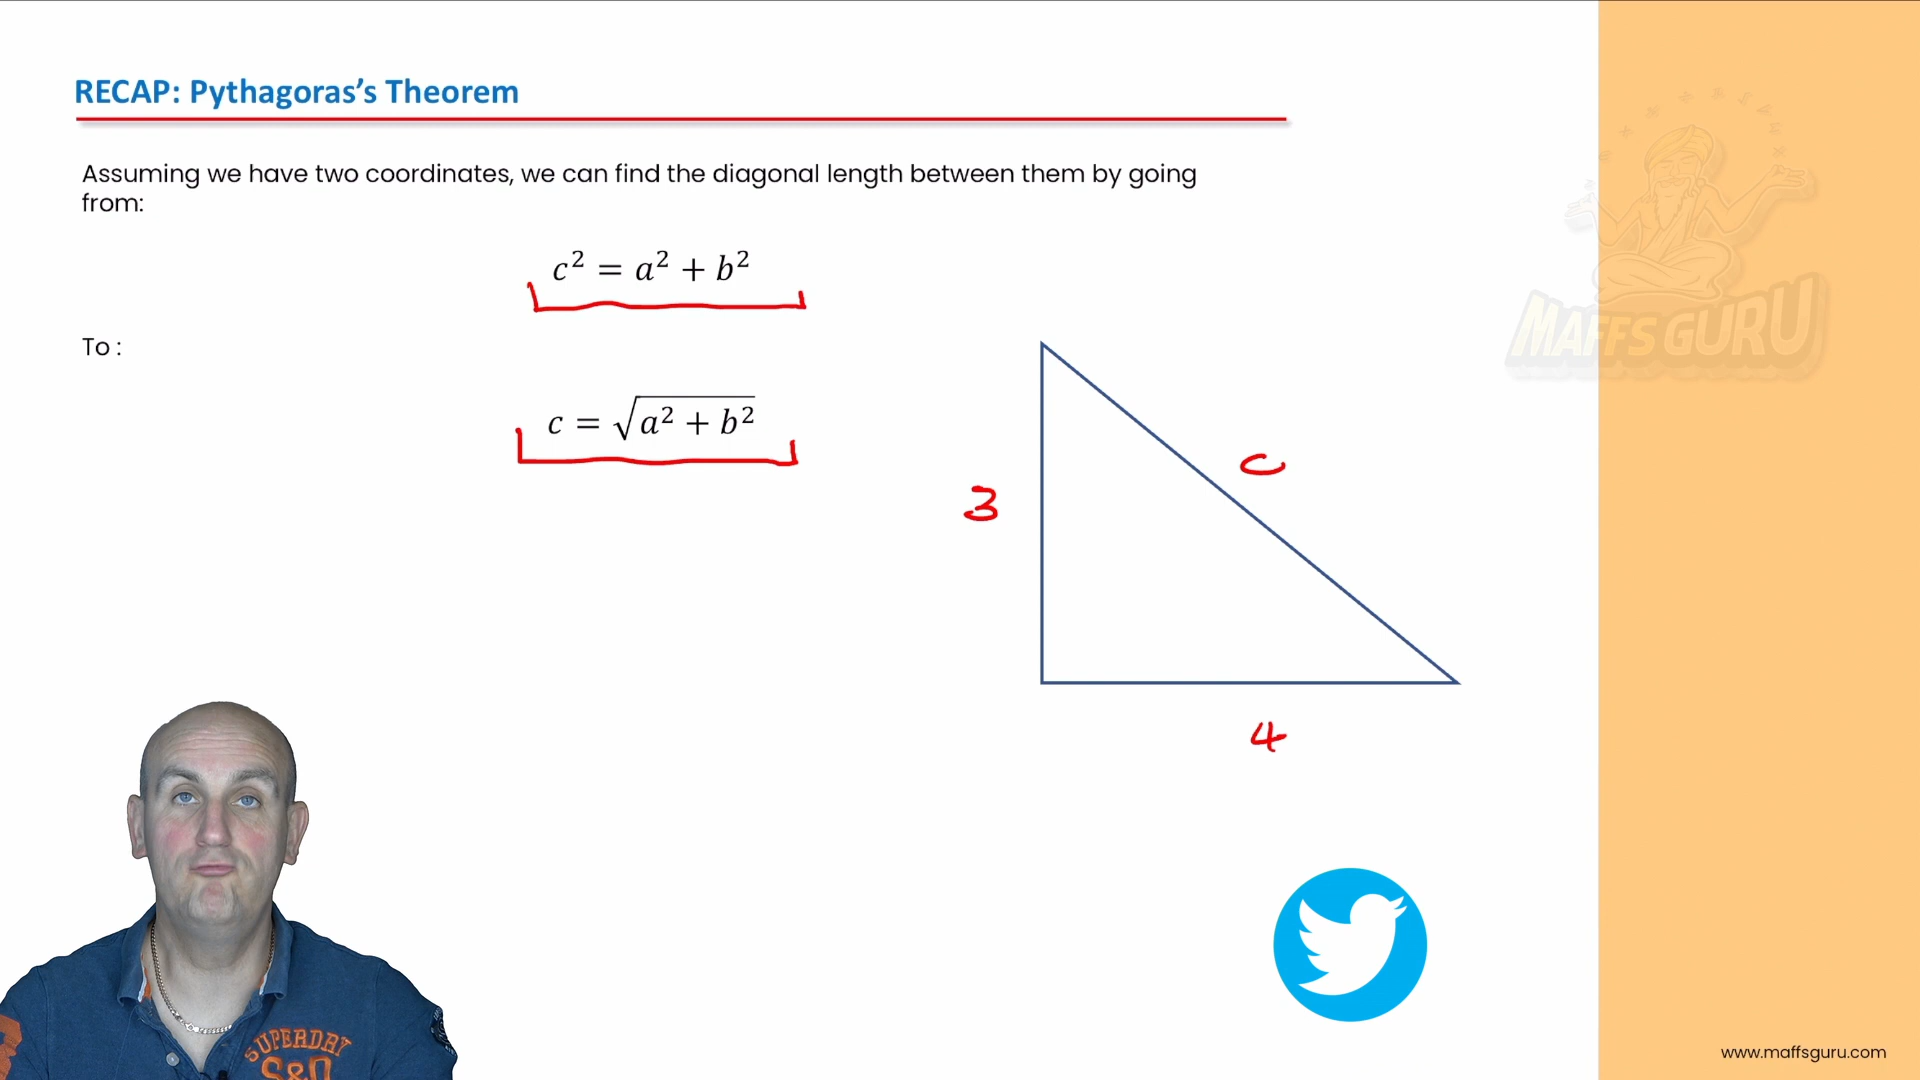 RECAP: Pythagoras’s Theorem
Assuming we have two coordinates, we can find the diagonal length between them by going
from:
c² = a² + b²
To :
c = √(a² + b²)
MAFFS GURU
c
3
4
SUPERDRY
S&D
www.maffsguru.com